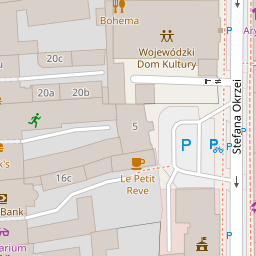 Bohema
Wojewódzki
Dom Kultury
20c
20a
20b
5
P
P
P
P
P
Stefana Okrzei
Le Petit
Reve
16c
Bank